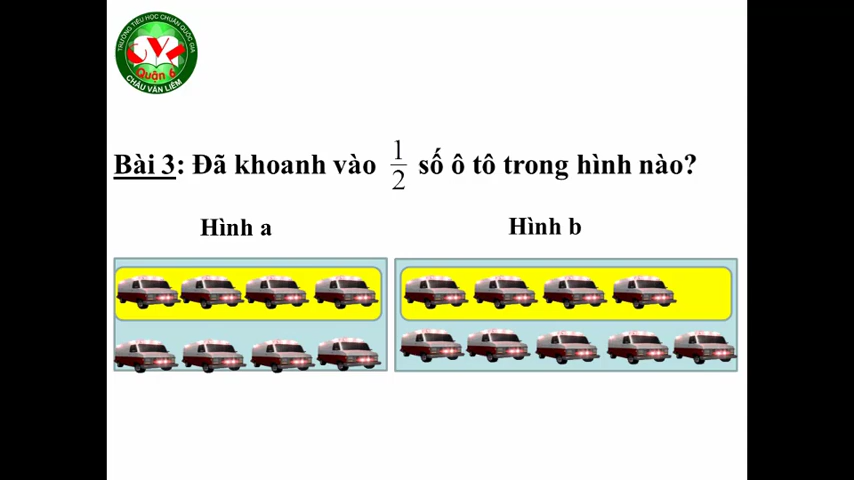 TRƯỜNG TIỂU HỌC CHUẨN QUỐC GIA
Quận 6
CHÂU VĂN LIÊM
Bài 3: Đã khoanh vào 1/2 số ô tô trong hình nào?
Hình a
Hình b